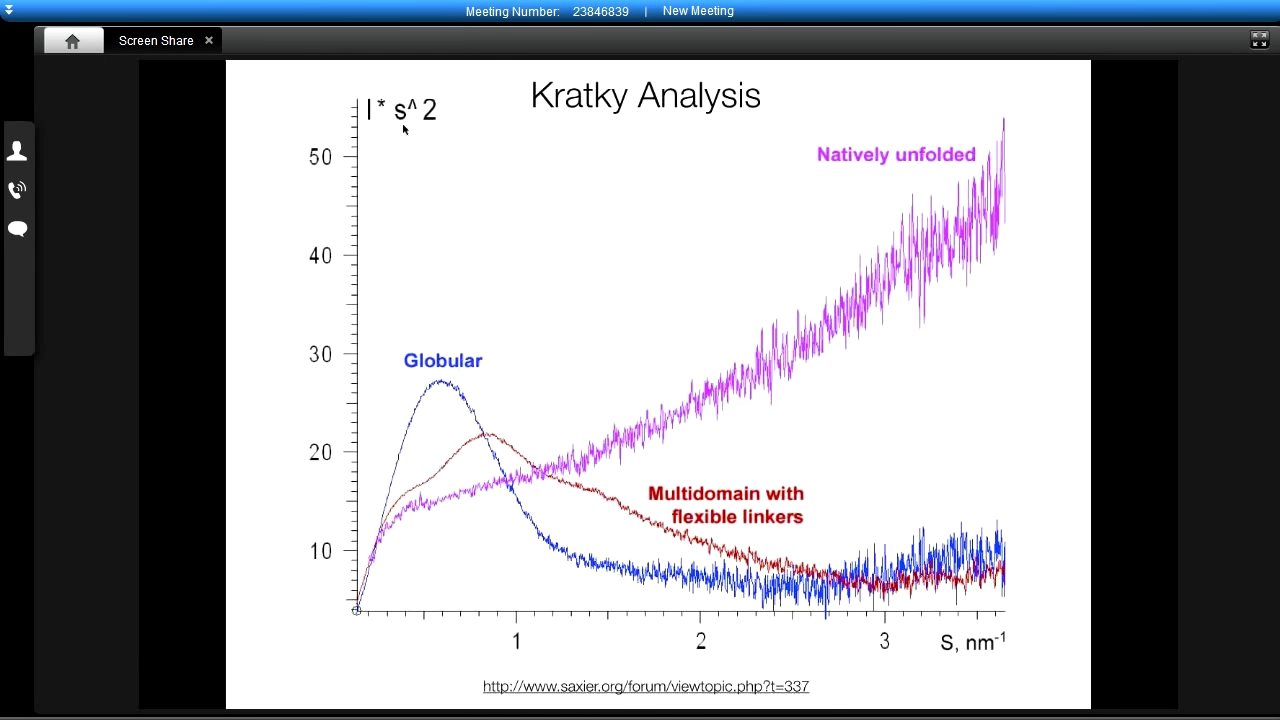 Meeting Number: 23846839 | New Meeting
Screen Share ×
Kratky Analysis
I * s^ 2
50
40
30
20
10
Natively unfolded
Globular
Multidomain with
flexible linkers
1 2 3 S, nm-1
http://www.saxier.org/forum/viewtopic.php?t=337